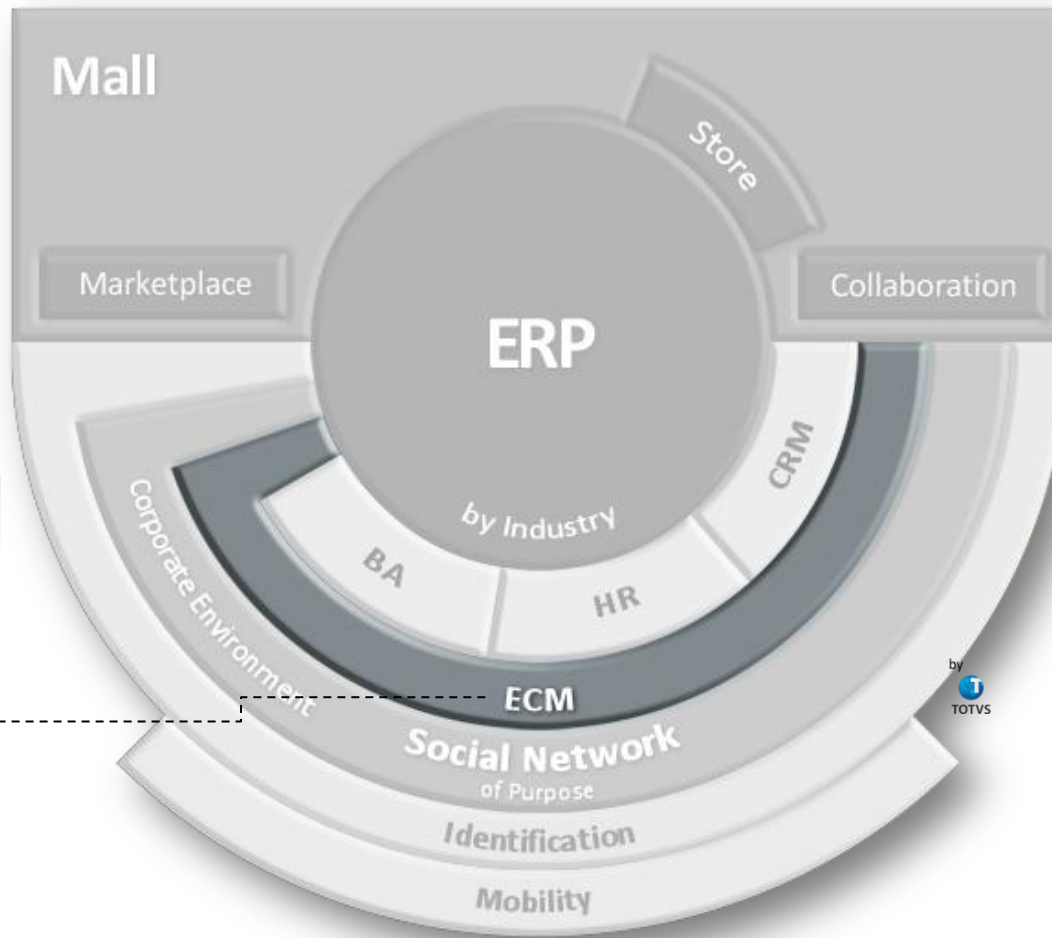 Mall
Store
Marketplace
Collaboration
ERP
by Industry
CRM
BA
HR
Corporate Environment
ECM
Social Network
of Purpose
Identification
Mobility
by
TOTVS